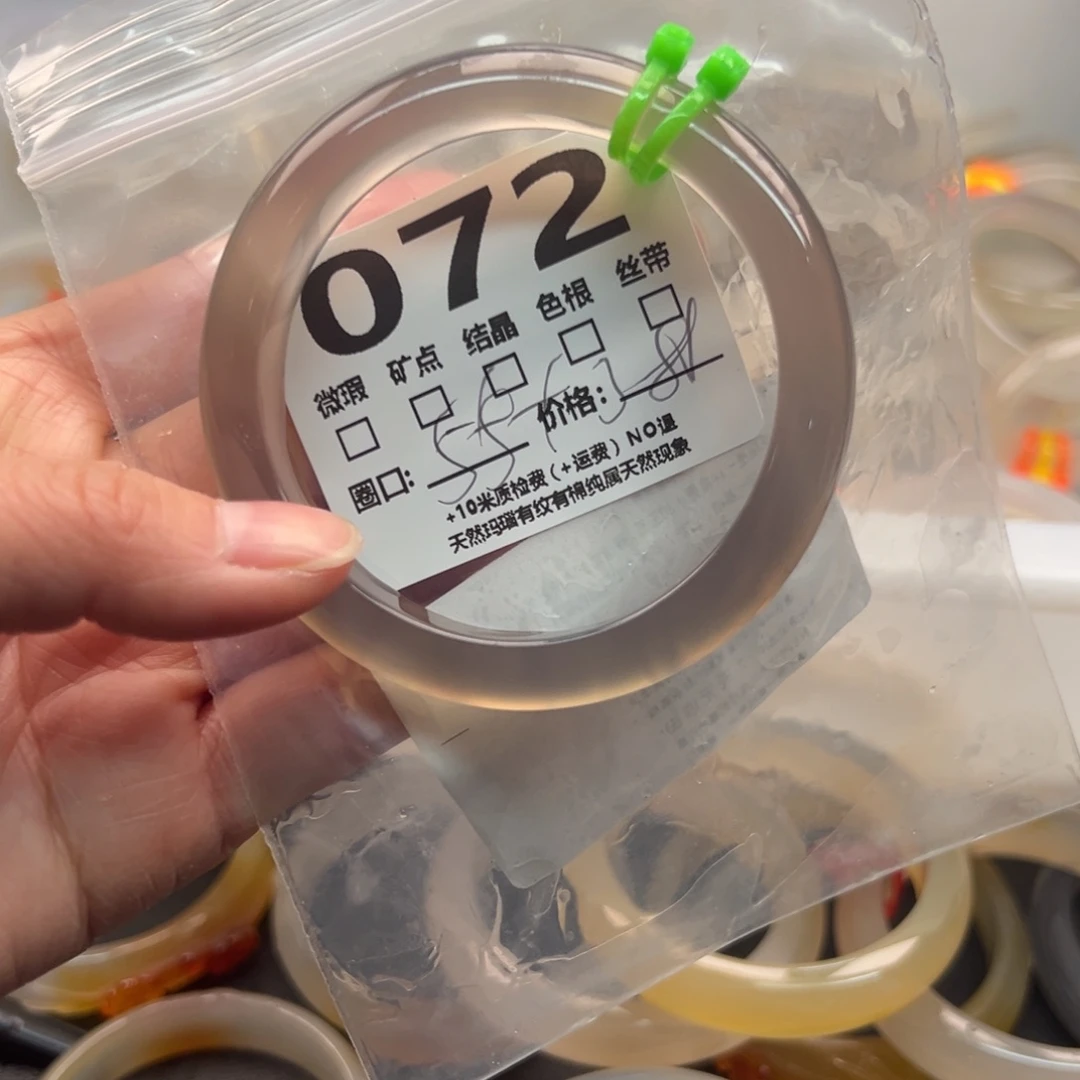 072
微瑕 矿点 结晶 色根 丝带
圈口: 价格:
+10米质检费(+运费)NO退
天然玛瑙有纹有棉纯属天然现象